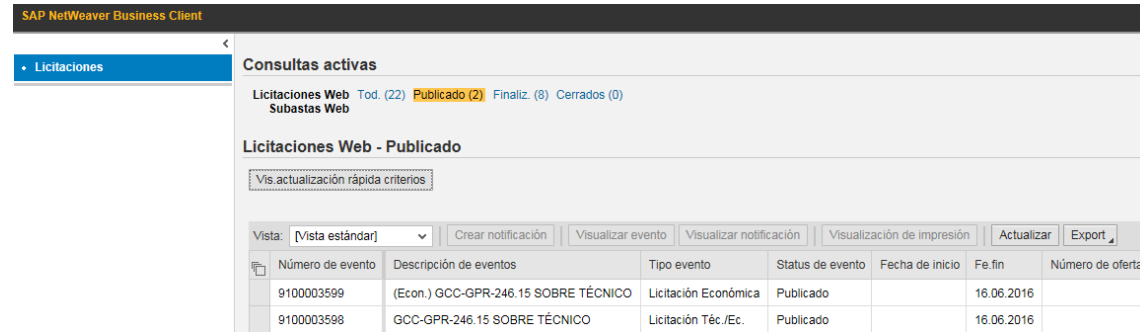 SAP NetWeaver Business Client
Licitaciones
Consultas activas
Licitaciones Web Tod. (22) Publicado (2) Finaliz. (8) Cerrados (0)
Subastas Web
Licitaciones Web - Publicado
Vis.actualización rápida criterios
Vista: [Vista estándar] Crear notificación Visualizar evento Visualizar notificación Visualización de impresión Actualizar Export
Número de evento Descripción de eventos Tipo evento Status de evento Fecha de inicio Fe.fin Número de oferta
9100003599 (Econ.) GCC-GPR-246.15 SOBRE TÉCNICO Licitación Económica Publicado 16.06.2016
9100003598 GCC-GPR-246.15 SOBRE TÉCNICO Licitación Téc./Ec. Publicado 16.06.2016